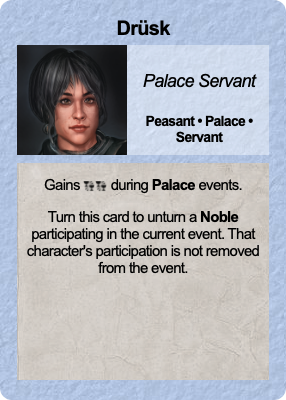 Drüsk
Palace Servant
Peasant • Palace •
Servant
Gains during Palace events.
Turn this card to unturn a Noble
participating in the current event. That
character's participation is not removed
from the event.